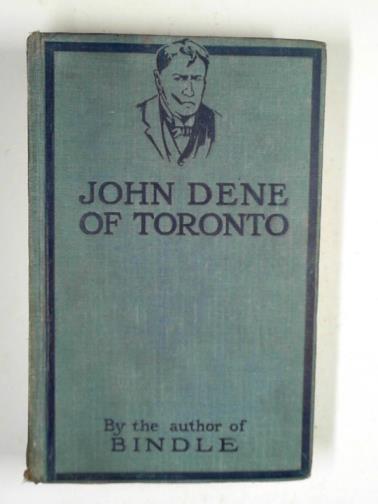 JOHN DENE
OF TORONTO
By the author of
BINDLE